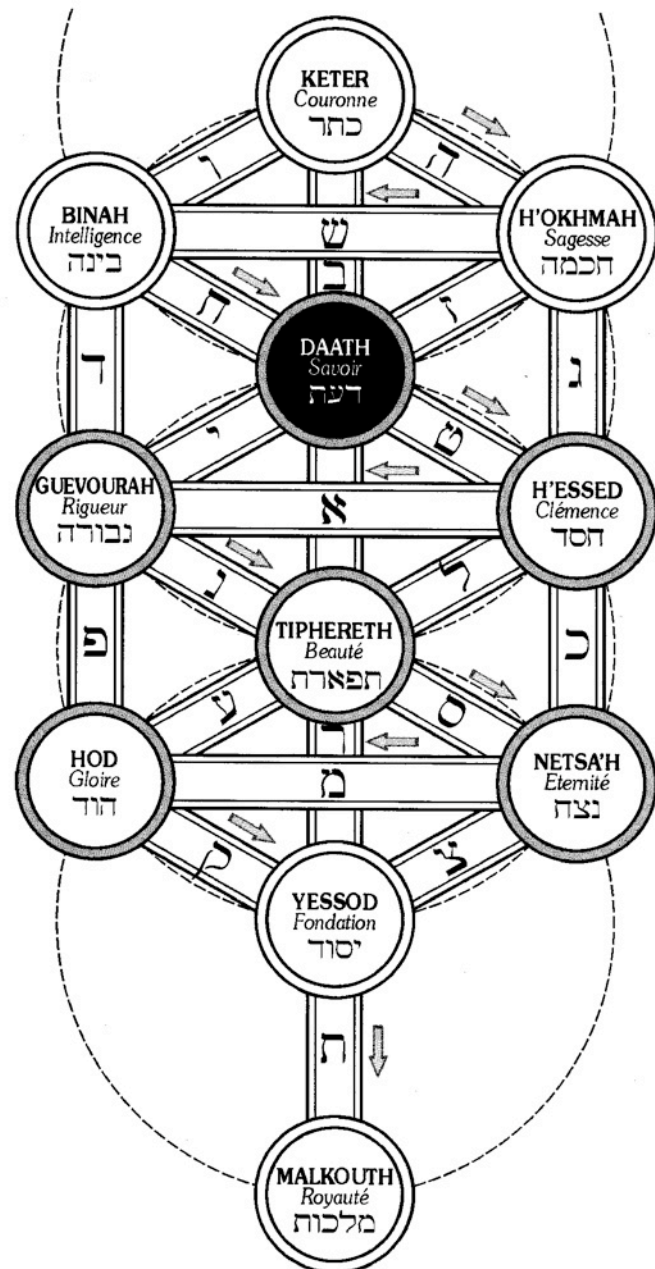 KETER
Couronne
כתר
ו
ה
BINAH
Intelligence
בינה
ש
H'OKHMAH
Sagesse
חכמה
ב
ח
ז
DAATH
Savoir
דעת
ד
ג
י
ט
GUEVOURAH
Rigueur
גבורה
א
H'ESSED
Clémence
חסד
נ
ל
TIPHERETH
Beauté
תפארת
פ
כ
ע
ס
ר
HOD
Gloire
הוד
מ
NETSA'H
Eternité
נצח
ק
צ
YESSOD
Fondation
יסוד
ת
MALKOUTH
Royauté
מלכות